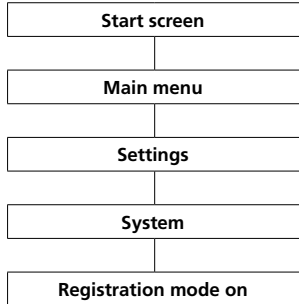 Start screen
Main menu
Settings
System
Registration mode on